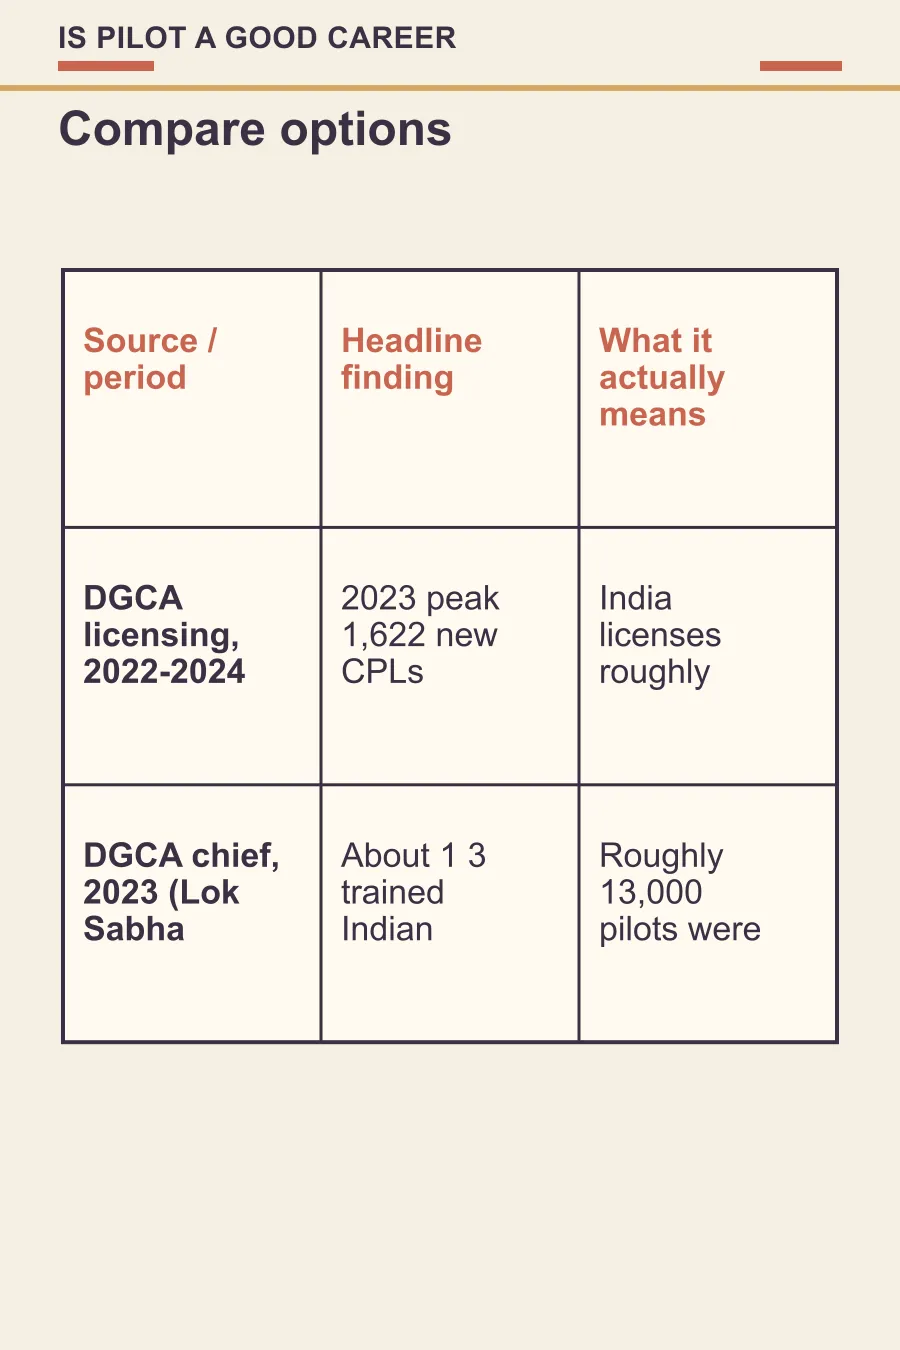 IS PILOT A GOOD CAREER
Compare options
Source /
period
Headline
finding
What it
actually
means
DGCA
licensing,
2022-2024
2023 peak
1,622 new
CPLs
India
licenses
roughly
DGCA chief,
2023 (Lok
Sabha
About 1 3
trained
Indian
Roughly
13,000
pilots were